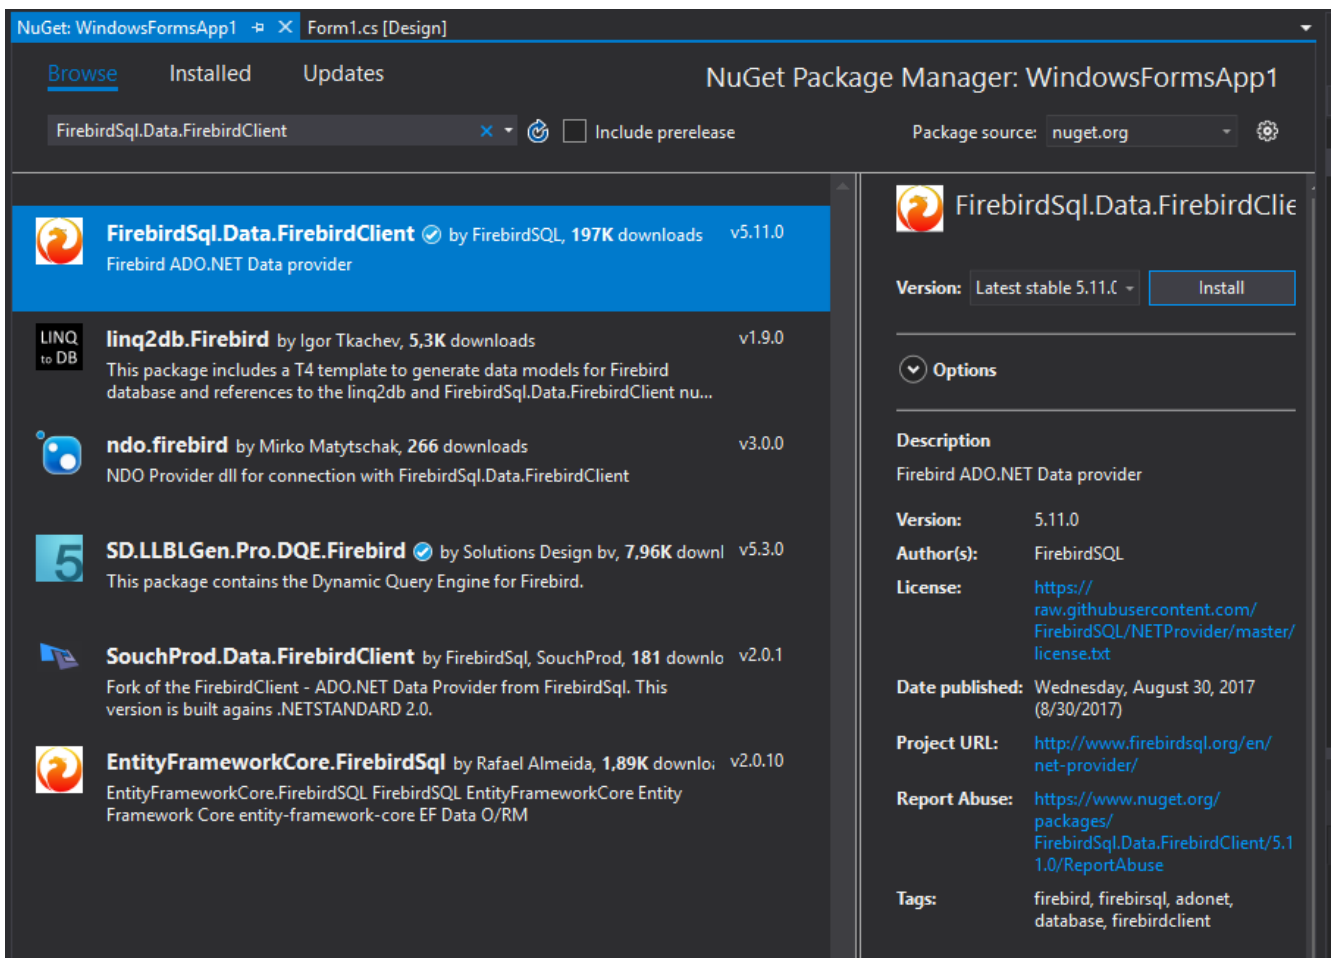 NuGet: WindowsFormsApp1
Form1.cs [Design]
Browse
Installed
Updates
NuGet Package Manager: WindowsFormsApp1
FirebirdSql.Data.FirebirdClient
Include prerelease
Package source: nuget.org
FirebirdSql.Data.FirebirdClient by FirebirdSQL, 197K downloads v5.11.0
Firebird ADO.NET Data provider
LINQ
to DB
linq2db.Firebird by Igor Tkachev, 5,3K downloads v1.9.0
This package includes a T4 template to generate data models for Firebird
database and references to the linq2db and FirebirdSql.Data.FirebirdClient nu...
ndo.firebird by Mirko Matytschak, 266 downloads v3.0.0
NDO Provider dll for connection with FirebirdSql.Data.FirebirdClient
5
SD.LLBLGen.Pro.DQE.Firebird by Solutions Design bv, 7,96K downl v5.3.0
This package contains the Dynamic Query Engine for Firebird.
SouchProd.Data.FirebirdClient by FirebirdSql, SouchProd, 181 downlo v2.0.1
Fork of the FirebirdClient - ADO.NET Data Provider from FirebirdSql. This
version is built agains .NETSTANDARD 2.0.
EntityFrameworkCore.FirebirdSql by Rafael Almeida, 1,89K downlo v2.0.10
EntityFrameworkCore.FirebirdSQL FirebirdSQL EntityFrameworkCore Entity
Framework Core entity-framework-core EF Data O/RM
FirebirdSql.Data.FirebirdClie
Version: Latest stable 5.11.0
Install
Options
Description
Firebird ADO.NET Data provider
Version: 5.11.0
Author(s): FirebirdSQL
License: https://
raw.githubusercontent.com/
FirebirdSQL/NETProvider/master/
license.txt
Date published: Wednesday, August 30, 2017
(8/30/2017)
Project URL: http://www.firebirdsql.org/en/
net-provider/
Report Abuse: https://www.nuget.org/
packages/
FirebirdSql.Data.FirebirdClient/5.1
1.0/ReportAbuse
Tags: firebird, firebirsql, adonet,
database, firebirdclient